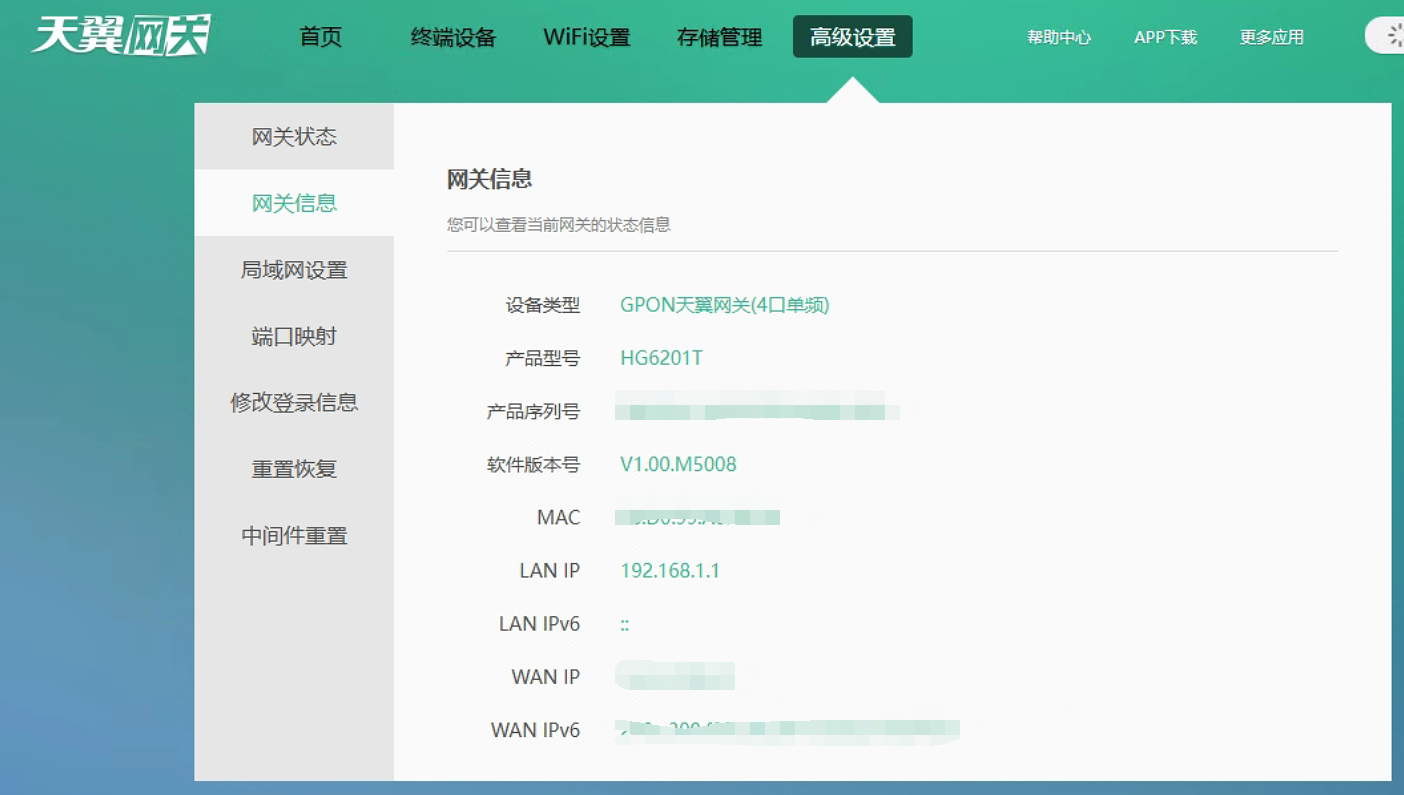 天翼网关
首页 终端设备 WiFi设置 存储管理 高级设置 帮助中心 APP下载 更多应用
网关状态
网关信息
局域网设置
端口映射
修改登录信息
重置恢复
中间件重置
网关信息
您可以查看当前网关的状态信息
设备类型 GPON天翼网关(4口单频)
产品型号 HG6201T
产品序列号
软件版本号 V1.00.M5008
MAC
LAN IP 192.168.1.1
LAN IPv6 ::
WAN IP
WAN IPv6